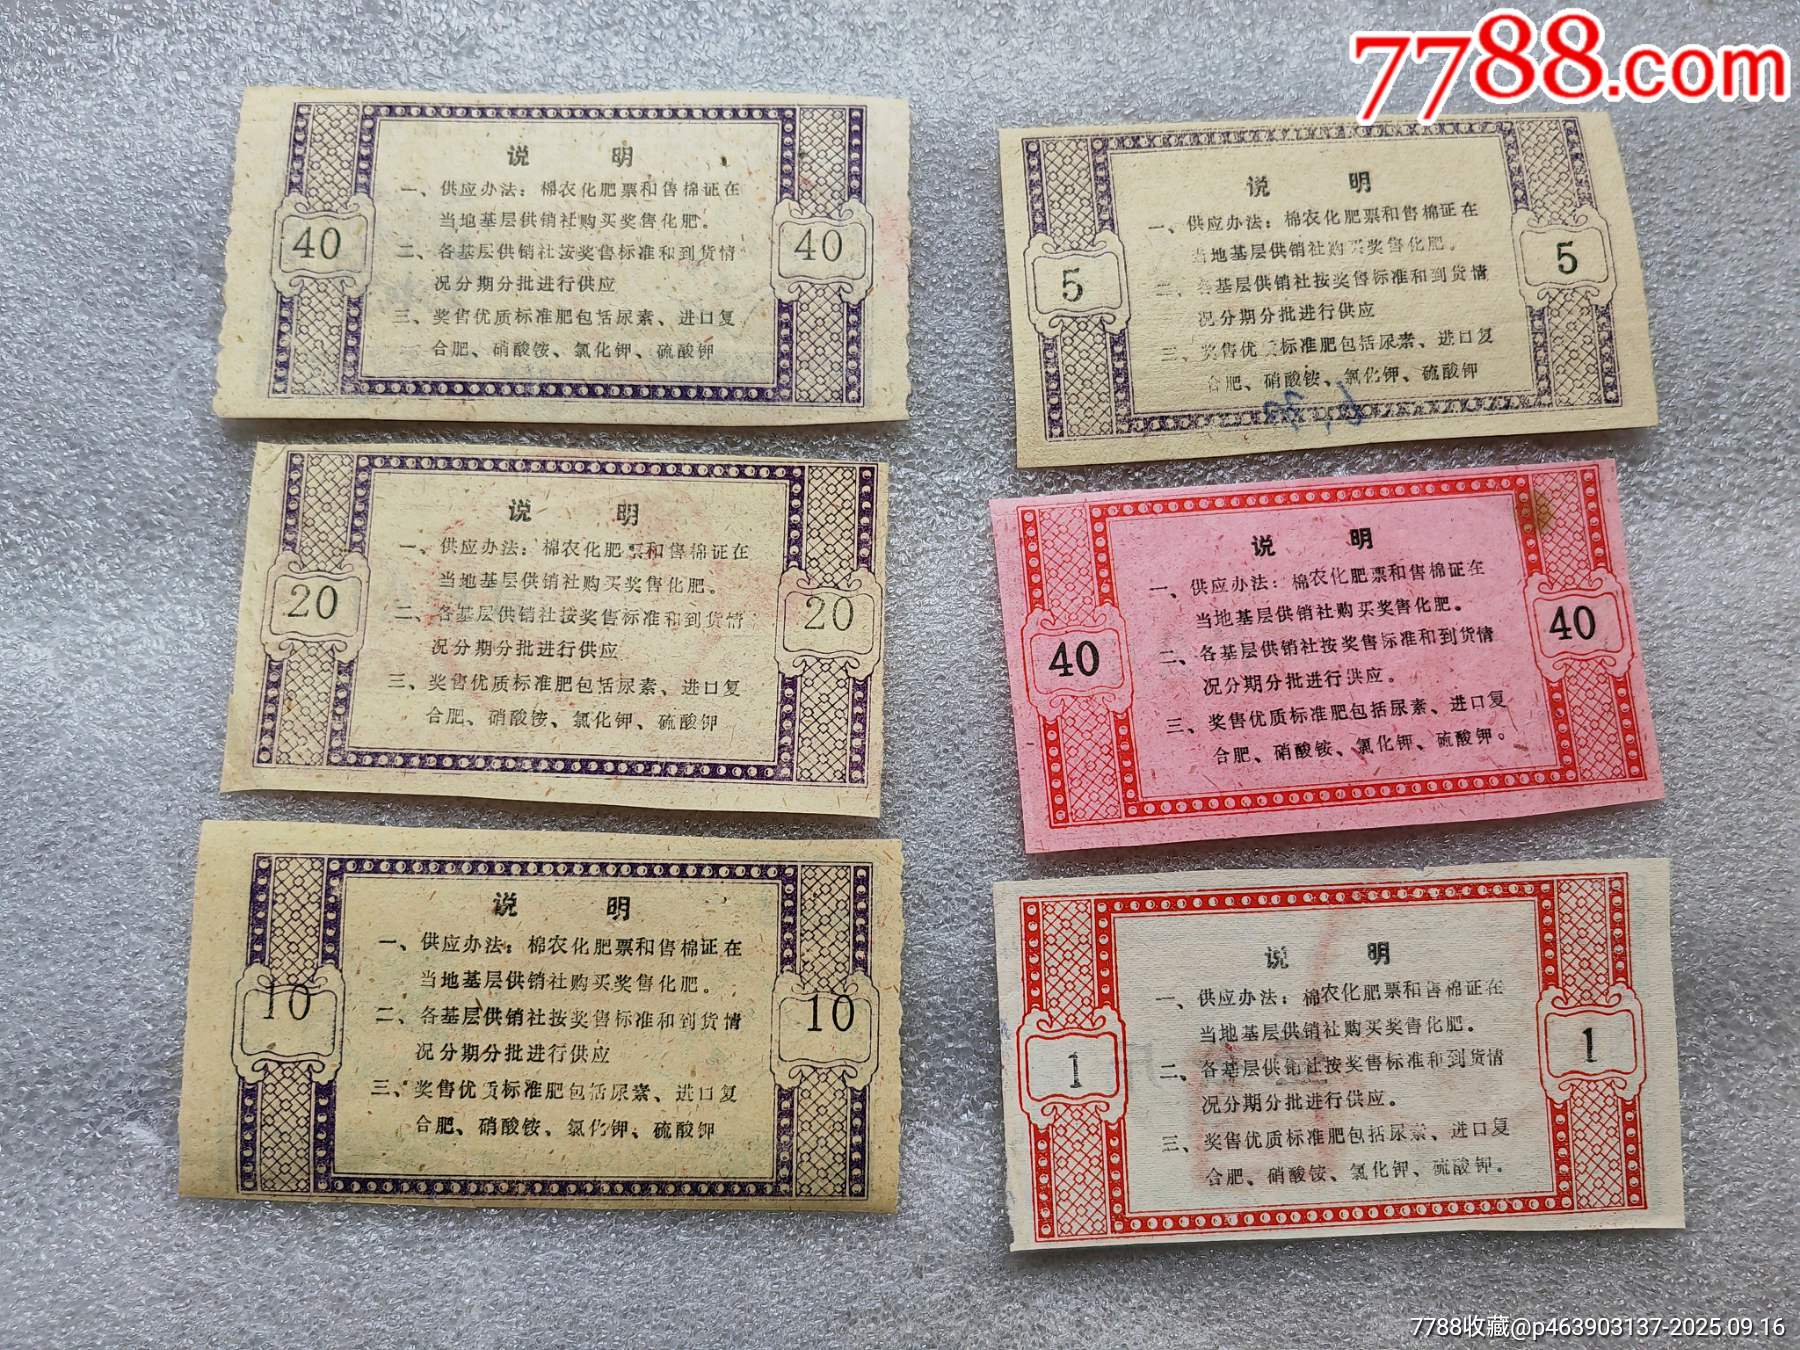 7788.com
说 明
一、供应办法：棉农化肥票和售棉证在
当地基层供销社购买奖售化肥。
二、各基层供销社按奖售标准和到货情
况分期分批进行供应
三、奖售优质标准肥包括尿素、进口复
合肥、硝酸铵、氯化钾、硫酸钾
40
40
说 明
一、供应办法：棉农化肥票和售棉证在
当地基层供销社购买奖售化肥。
二、各基层供销社按奖售标准和到货情
况分期分批进行供应
三、奖售优质标准肥包括尿素、进口复
合肥、硝酸铵、氯化钾、硫酸钾
20
20
说 明
一、供应办法：棉农化肥票和售棉证在
当地基层供销社购买奖售化肥。
二、各基层供销社按奖售标准和到货情
况分期分批进行供应
三、奖售优质标准肥包括尿素、进口复
合肥、硝酸铵、氯化钾、硫酸钾
10
10
说 明
一、供应办法：棉农化肥票和售棉证在
当地基层供销社购买奖售化肥。
二、各基层供销社按奖售标准和到货情
况分期分批进行供应
三、奖售优质标准肥包括尿素、进口复
合肥、硝酸铵、氯化钾、硫酸钾
5
5
说 明
一、供应办法：棉农化肥票和售棉证在
当地基层供销社购买奖售化肥。
二、各基层供销社按奖售标准和到货情
况分期分批进行供应。
三、奖售优质标准肥包括尿素、进口复
合肥、硝酸铵、氯化钾、硫酸钾。
40
40
说 明
一、供应办法：棉农化肥票和售棉证在
当地基层供销社购买奖售化肥。
二、各基层供销社按奖售标准和到货情
况分期分批进行供应。
三、奖售优质标准肥包括尿素、进口复
合肥、硝酸铵、氯化钾、硫酸钾。
1
1
7788收藏@p463903137-2025.09.16